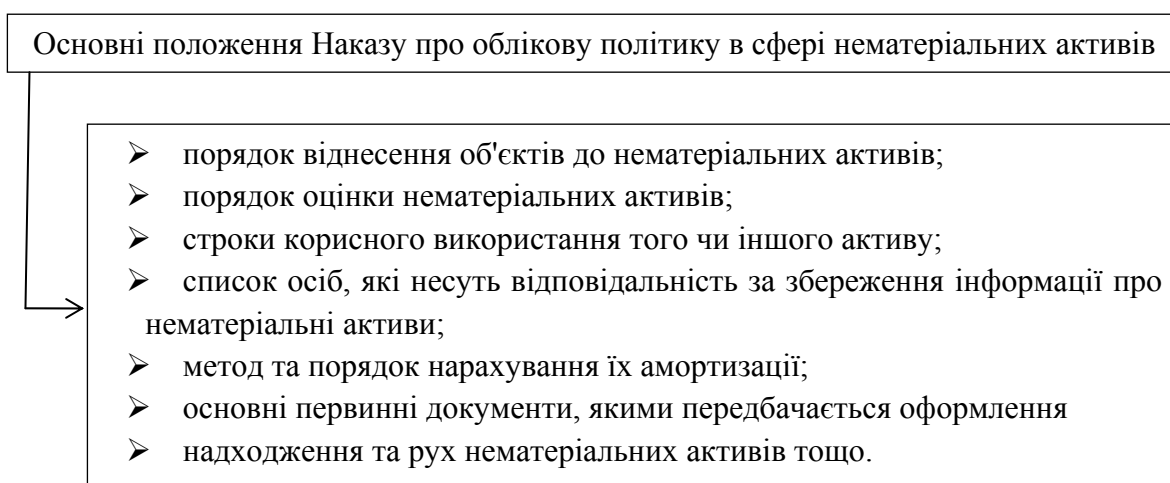 Основні положення Наказу про облікову політику в сфері нематеріальних активів
➢ порядок віднесення об'єктів до нематеріальних активів;
➢ порядок оцінки нематеріальних активів;
➢ строки корисного використання того чи іншого активу;
➢ список осіб, які несуть відповідальність за збереження інформації про
нематеріальні активи;
➢ метод та порядок нарахування їх амортизації;
➢ основні первинні документи, якими передбачається оформлення
➢ надходження та рух нематеріальних активів тощо.